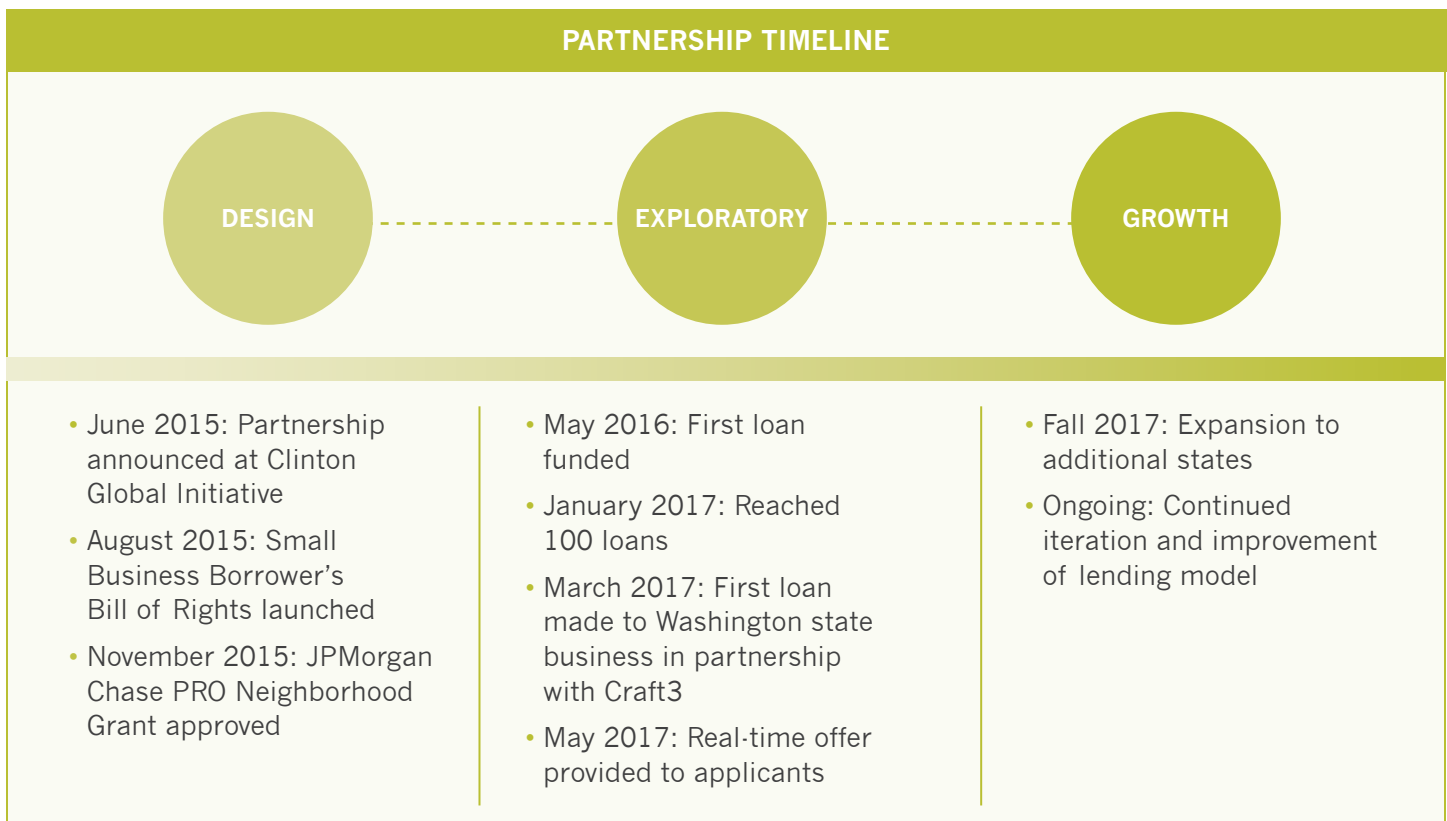 PARTNERSHIP TIMELINE
DESIGN
EXPLORATORY
GROWTH
• June 2015: Partnership
announced at Clinton
Global Initiative
• August 2015: Small
Business Borrower’s
Bill of Rights launched
• November 2015: JPMorgan
Chase PRO Neighborhood
Grant approved
• May 2016: First loan
funded
• January 2017: Reached
100 loans
• March 2017: First loan
made to Washington state
business in partnership
with Craft3
• May 2017: Real-time offer
provided to applicants
• Fall 2017: Expansion to
additional states
• Ongoing: Continued
iteration and improvement
of lending model